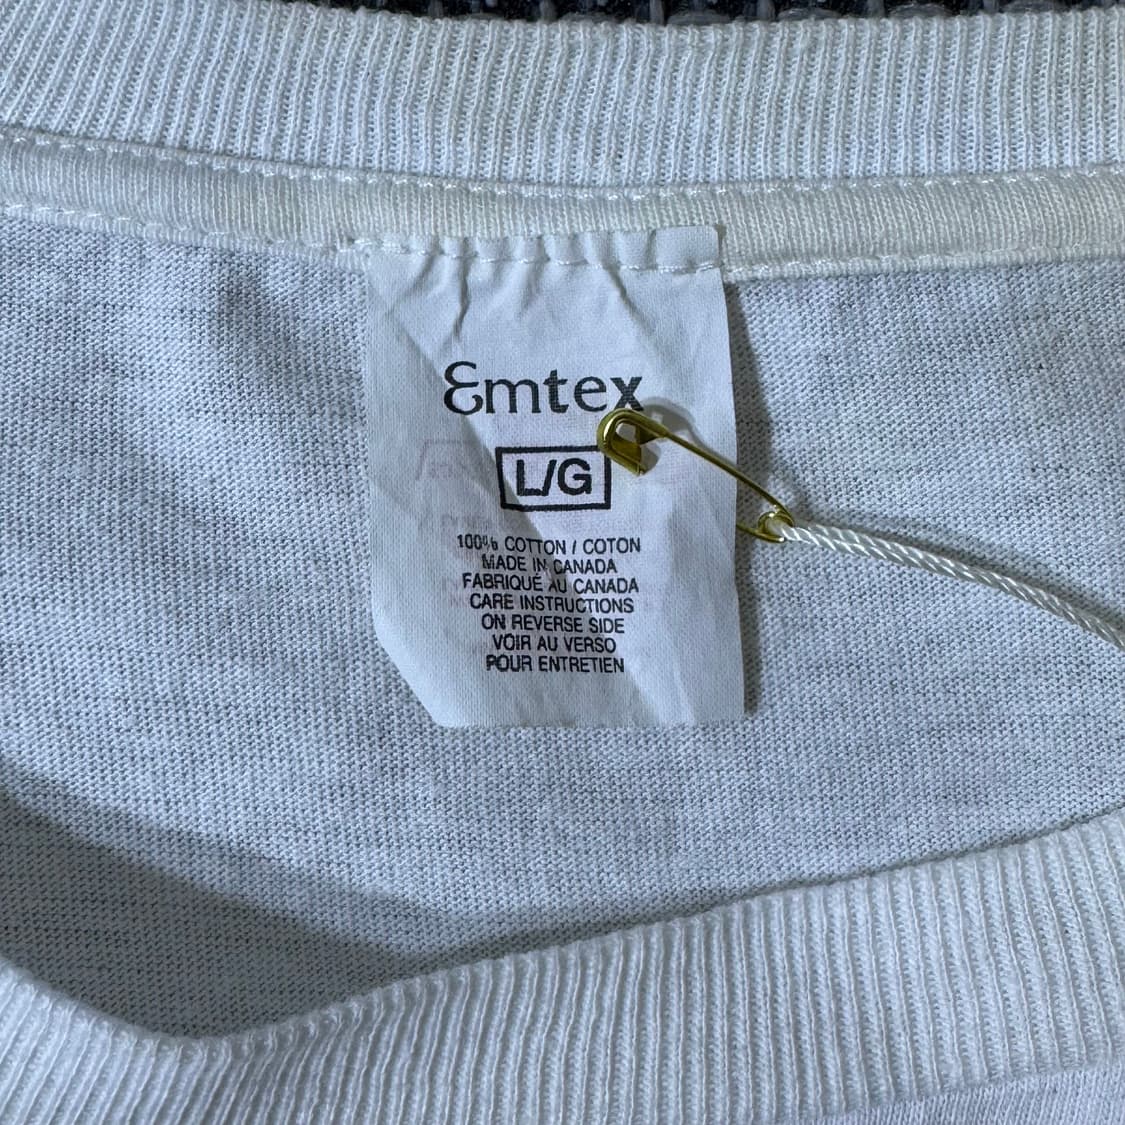 Emtex
L/G
100% COTTON / COTON
MADE IN CANADA
FABRIQUÉ AU CANADA
CARE INSTRUCTIONS
ON REVERSE SIDE
VOIR AU VERSO
POUR ENTRETIEN